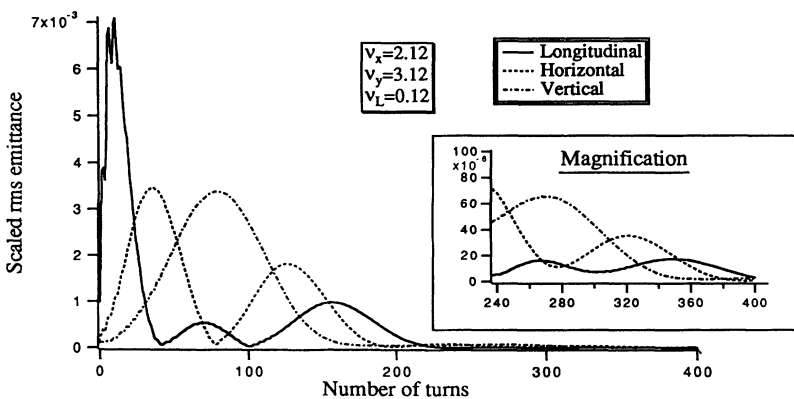 7x10⁻³
6
5
4
3
2
1
0
Scaled rms emittance
0 100 200 300 400
Number of turns
νx=2.12
νy=3.12
νL=0.12
Longitudinal
Horizontal
Vertical
Magnification
100
x10⁻⁶
80
60
40
20
0
240 280 320 360 400